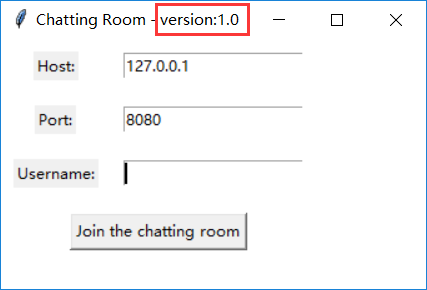 Chatting Room - version:1.0
Host: 127.0.0.1
Port: 8080
Username:
Join the chatting room